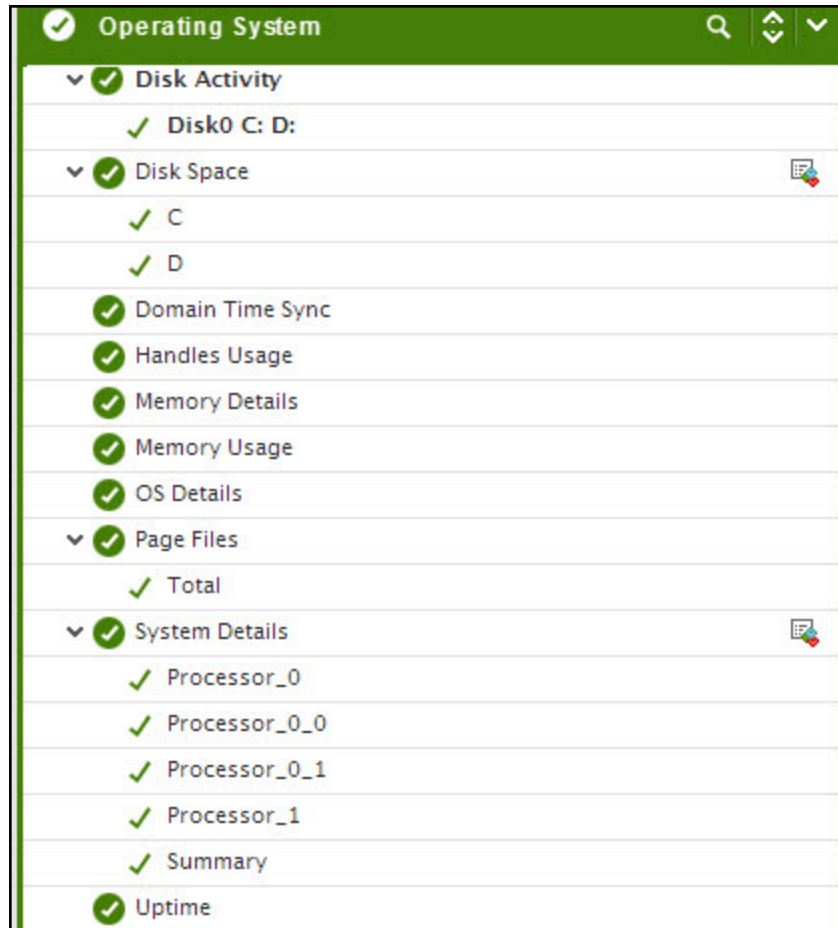 Operating System
Disk Activity
Disk0 C: D:
Disk Space
C
D
Domain Time Sync
Handles Usage
Memory Details
Memory Usage
OS Details
Page Files
Total
System Details
Processor_0
Processor_0_0
Processor_0_1
Processor_1
Summary
Uptime